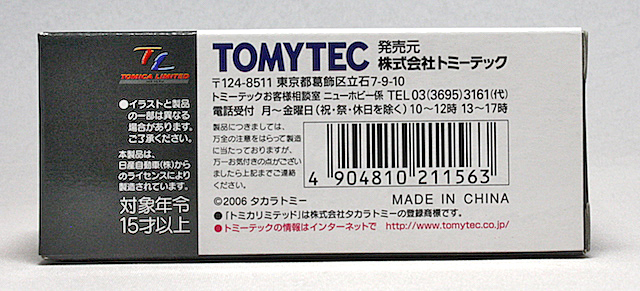 TL
TOMICA LIMITED
●イラストと製品
の一部は異なる
場合があります。
ご了承ください。
本製品は、
日産自動車(株)から
のライセンスにより
製造されています。
対象年令
15才以上
TOMYTEC 発売元
株式会社トミーテック
〒124-8511 東京都葛飾区立石7-9-10
トミーテックお客様相談室 ニューホビー係 TEL 03(3695)3161(代)
電話受付 月〜金曜日(祝・祭・休日を除く) 10〜12時 13〜17時
製品につきましては、
万全の注意をはらって製造
に当たっておりますが、
万一お気付きの点がござい
ましたら上記までご連絡
ください。
4 904810 211563
©2006 タカラトミー MADE IN CHINA
●「トミカリミテッド」は株式会社タカラトミーの登録商標です。
●トミーテックの情報はインターネットで http://www.tomytec.co.jp/